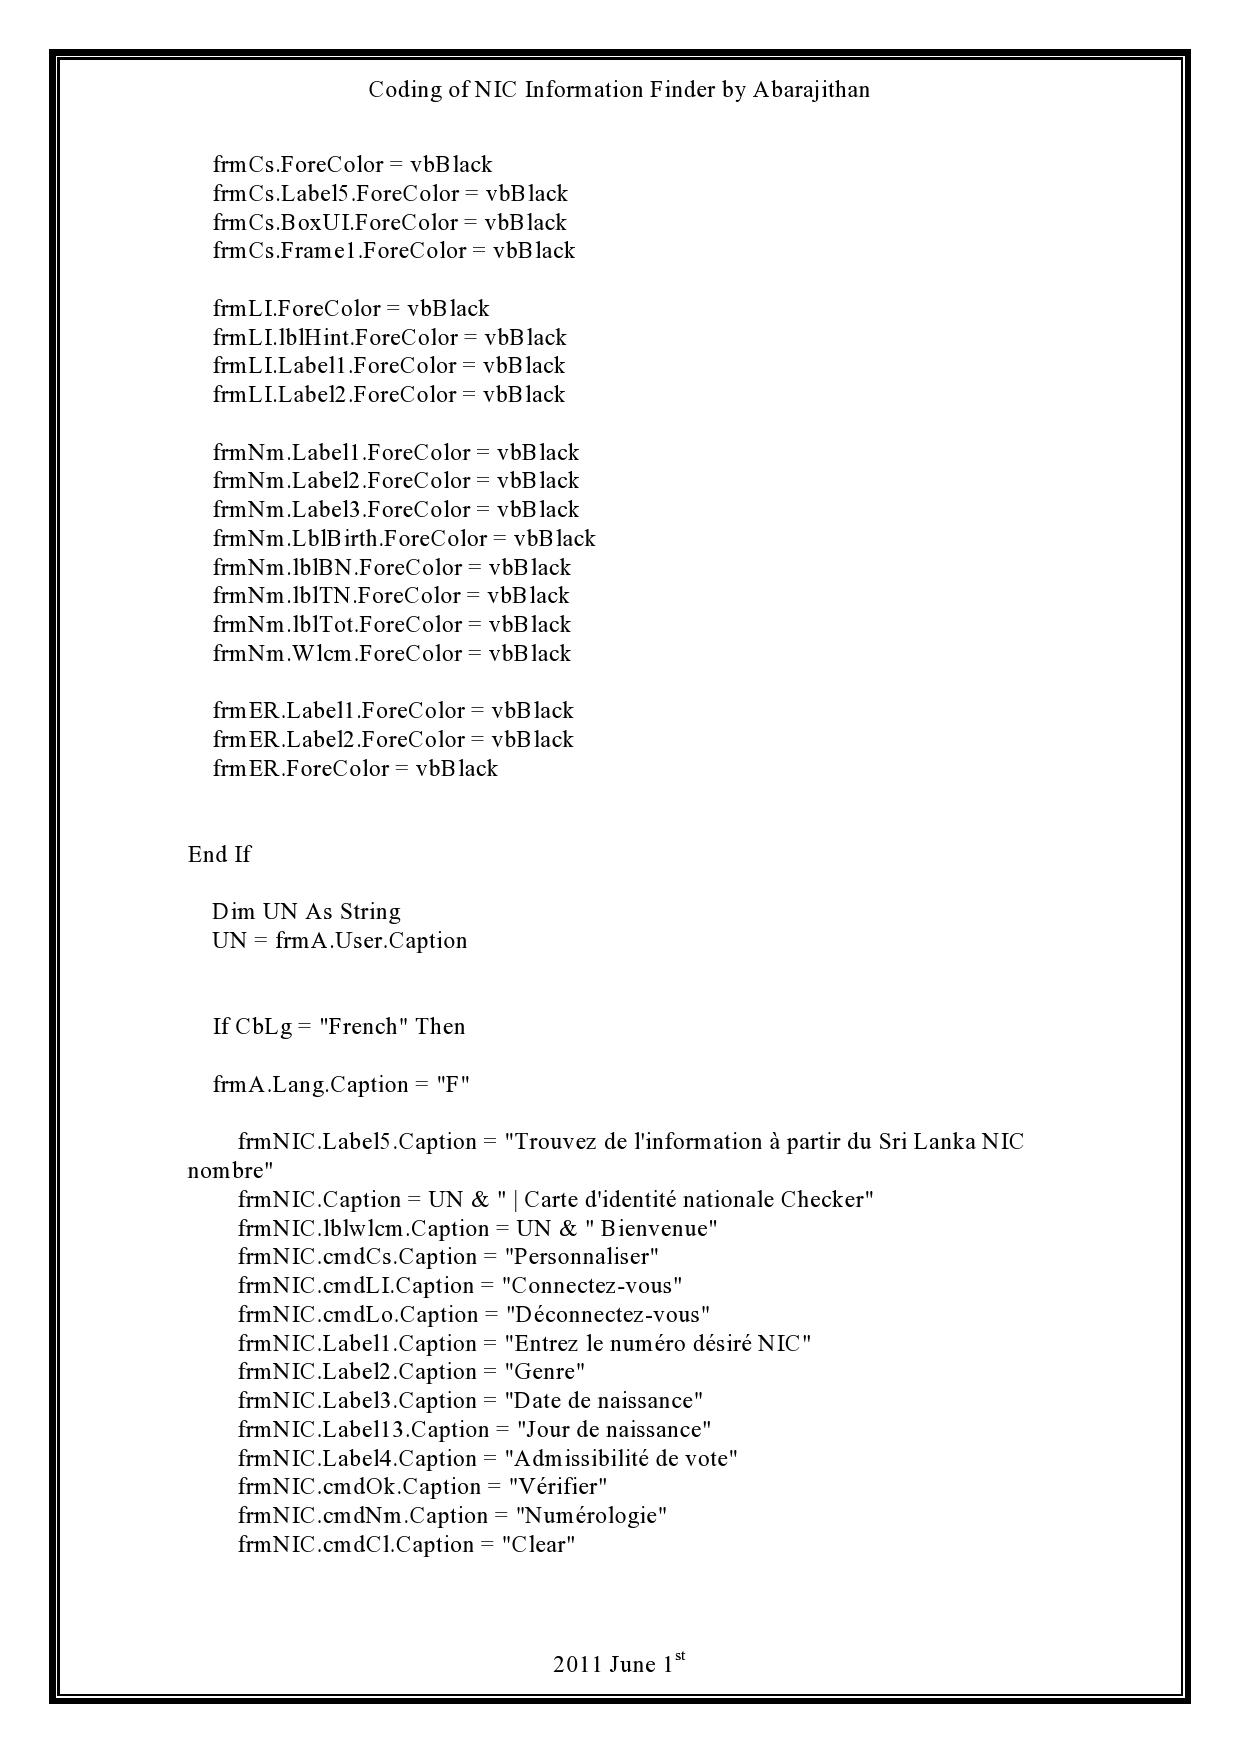 Coding of NIC Information Finder by Abarajithan
frmCs.ForeColor = vbBlack
frmCs.Label5.ForeColor = vbBlack
frmCs.BoxUI.ForeColor = vbBlack
frmCs.Frame1.ForeColor = vbBlack
frmLI.ForeColor = vbBlack
frmLI.lblHint.ForeColor = vbBlack
frmLI.Label1.ForeColor = vbBlack
frmLI.Label2.ForeColor = vbBlack
frmNm.Label1.ForeColor = vbBlack
frmNm.Label2.ForeColor = vbBlack
frmNm.Label3.ForeColor = vbBlack
frmNm.LblBirth.ForeColor = vbBlack
frmNm.lblBN.ForeColor = vbBlack
frmNm.lblTN.ForeColor = vbBlack
frmNm.lblTot.ForeColor = vbBlack
frmNm.Wlcm.ForeColor = vbBlack
frmER.Label1.ForeColor = vbBlack
frmER.Label2.ForeColor = vbBlack
frmER.ForeColor = vbBlack
End If
Dim UN As String
UN = frmA.User.Caption
If CbLg = "French" Then
frmA.Lang.Caption = "F"
frmNIC.Label5.Caption = "Trouvez de l'information à partir du Sri Lanka NIC
nombre"
frmNIC.Caption = UN & " | Carte d'identité nationale Checker"
frmNIC.lblwlcm.Caption = UN & " Bienvenue"
frmNIC.cmdCs.Caption = "Personnaliser"
frmNIC.cmdLI.Caption = "Connectez-vous"
frmNIC.cmdLo.Caption = "Déconnectez-vous"
frmNIC.Label1.Caption = "Entrez le numéro désiré NIC"
frmNIC.Label2.Caption = "Genre"
frmNIC.Label3.Caption = "Date de naissance"
frmNIC.Label13.Caption = "Jour de naissance"
frmNIC.Label4.Caption = "Admissibilité de vote"
frmNIC.cmdOk.Caption = "Vérifier"
frmNIC.cmdNm.Caption = "Numérologie"
frmNIC.cmdCl.Caption = "Clear"
2011 June 1st